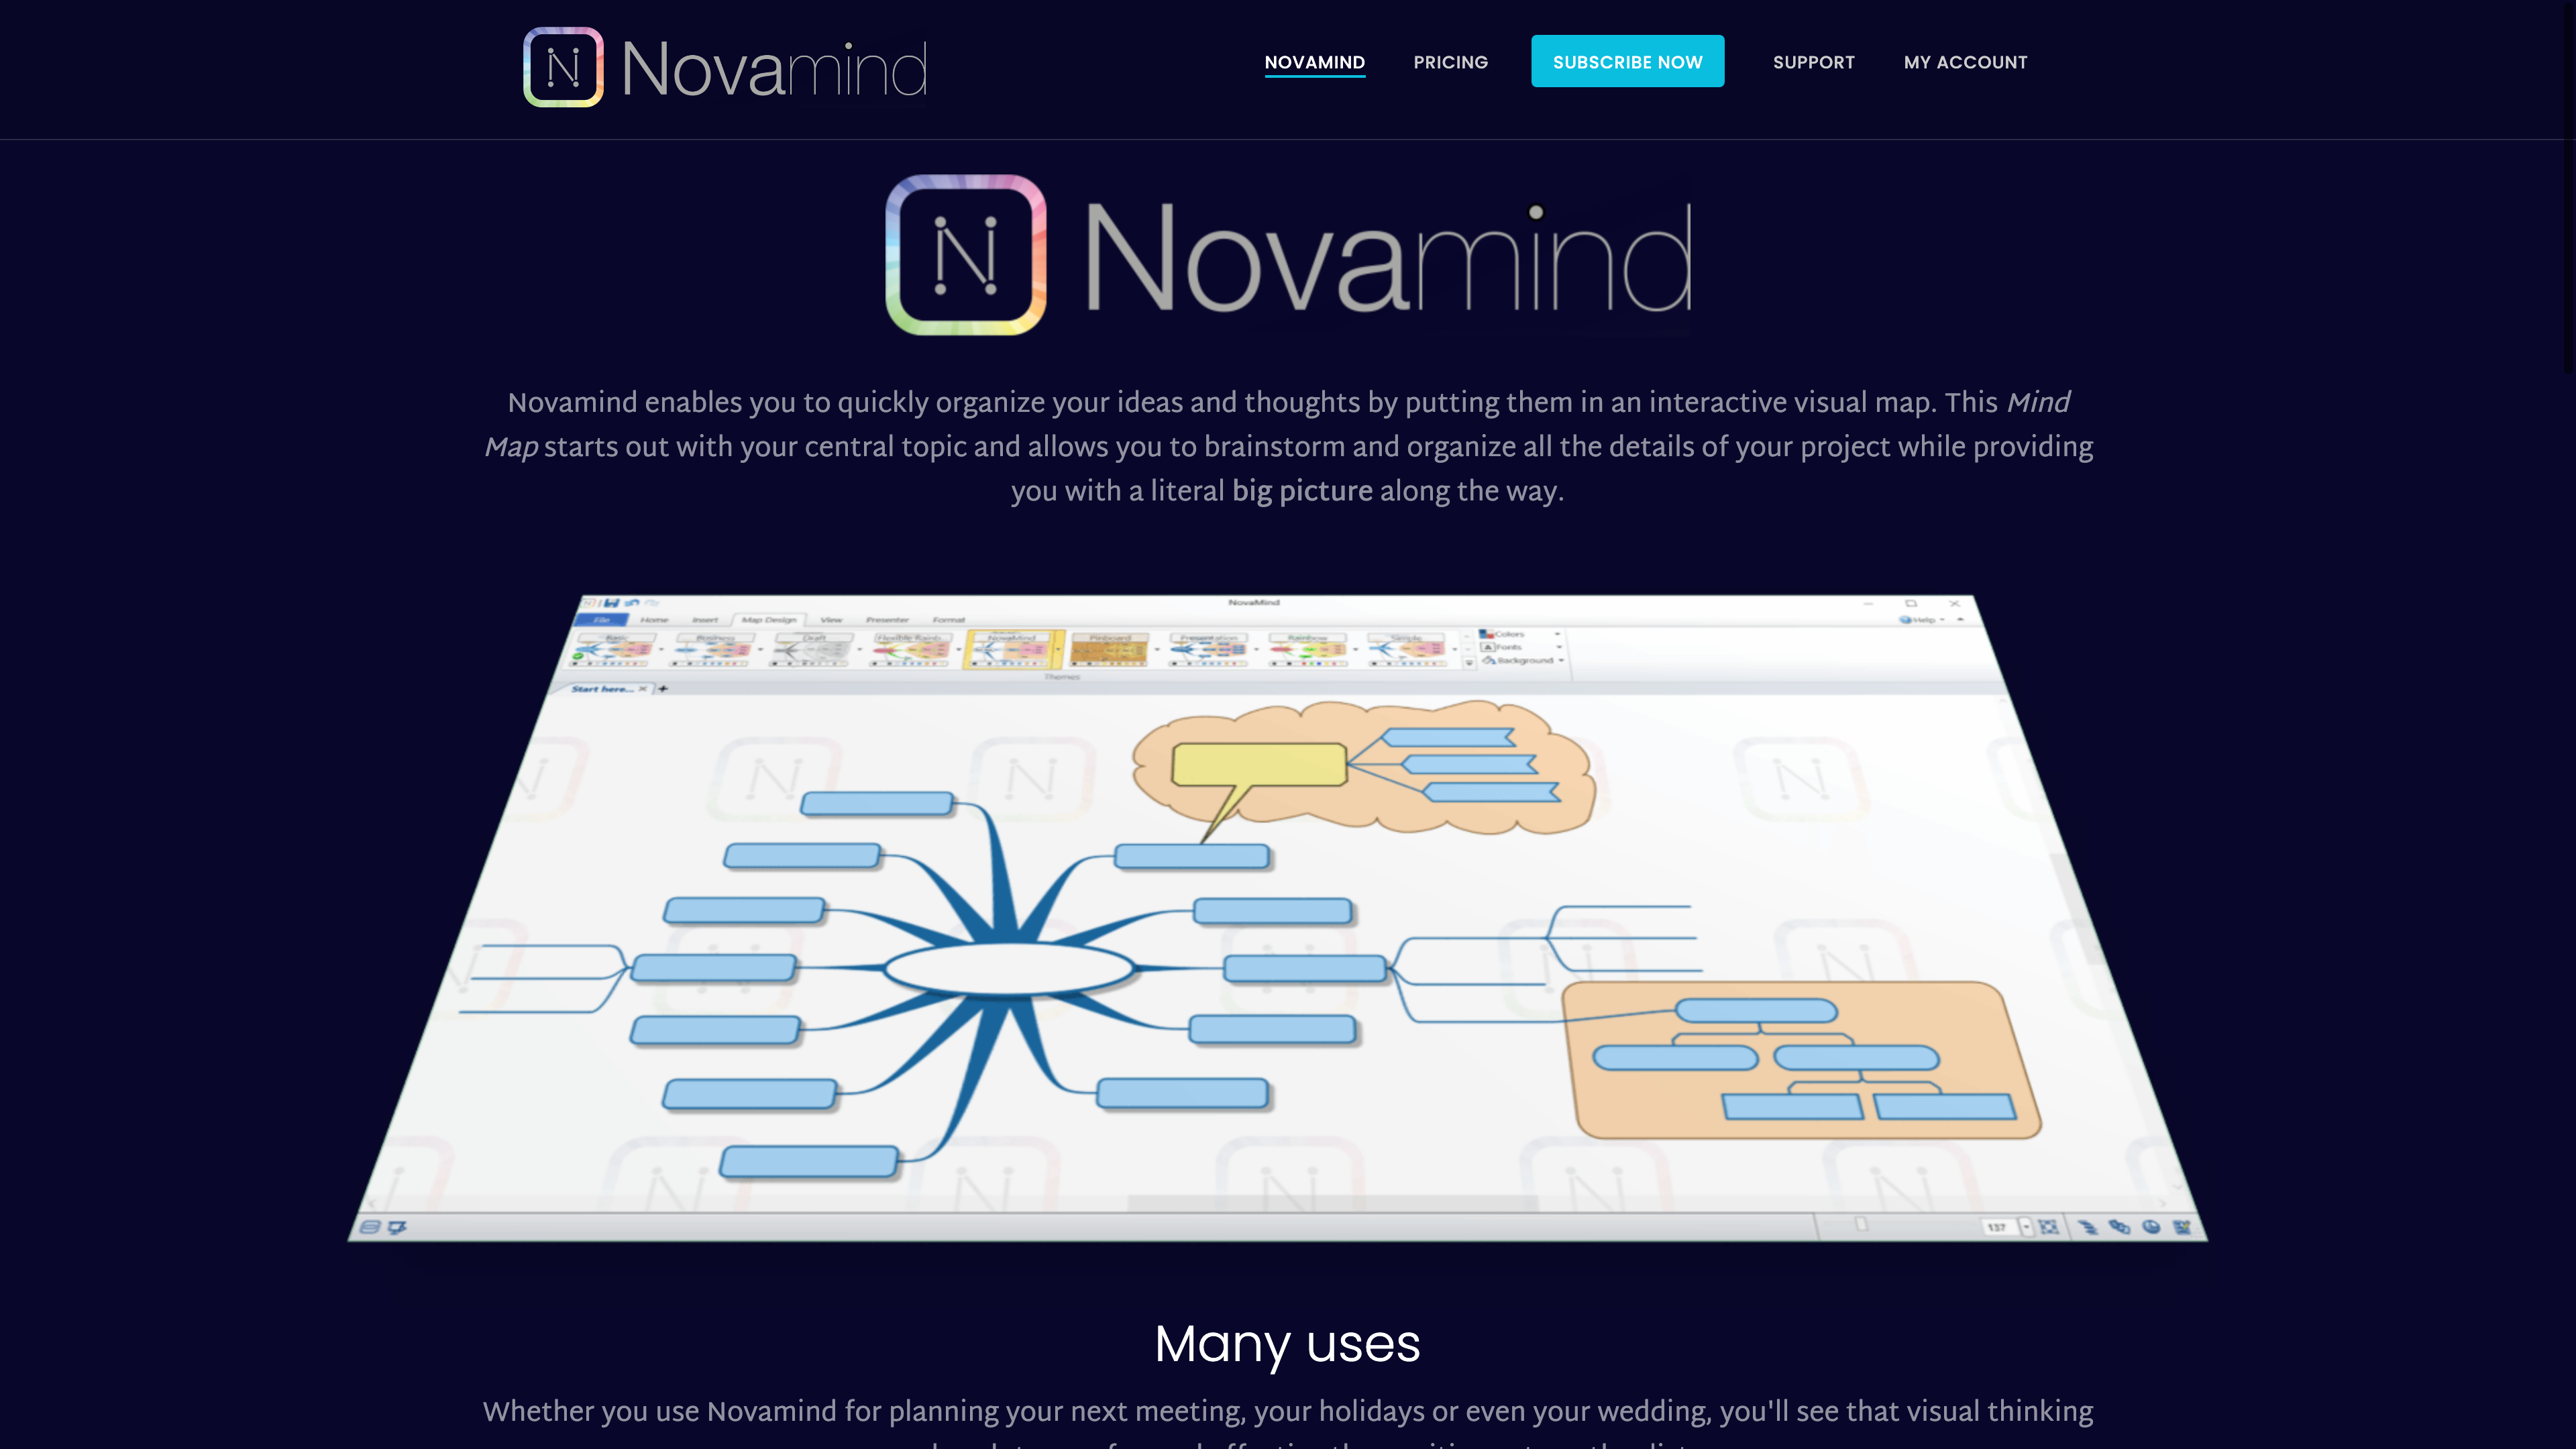 Novamind
NOVAMIND
PRICING
SUBSCRIBE NOW
SUPPORT
MY ACCOUNT
Novamind
Novamind enables you to quickly organize your ideas and thoughts by putting them in an interactive visual map. This Mind
Map starts out with your central topic and allows you to brainstorm and organize all the details of your project while providing
you with a literal big picture along the way.
NovaMind
File Home Insert Map Design View Presenter Format
Help
Basic Business Draft Flexible Rainb... NovaMind Pinboard Presentation Rainbow Simple
Colors
Fonts
Background
Themes
Start here...
137
Many uses
Whether you use Novamind for planning your next meeting, your holidays or even your wedding, you'll see that visual thinking